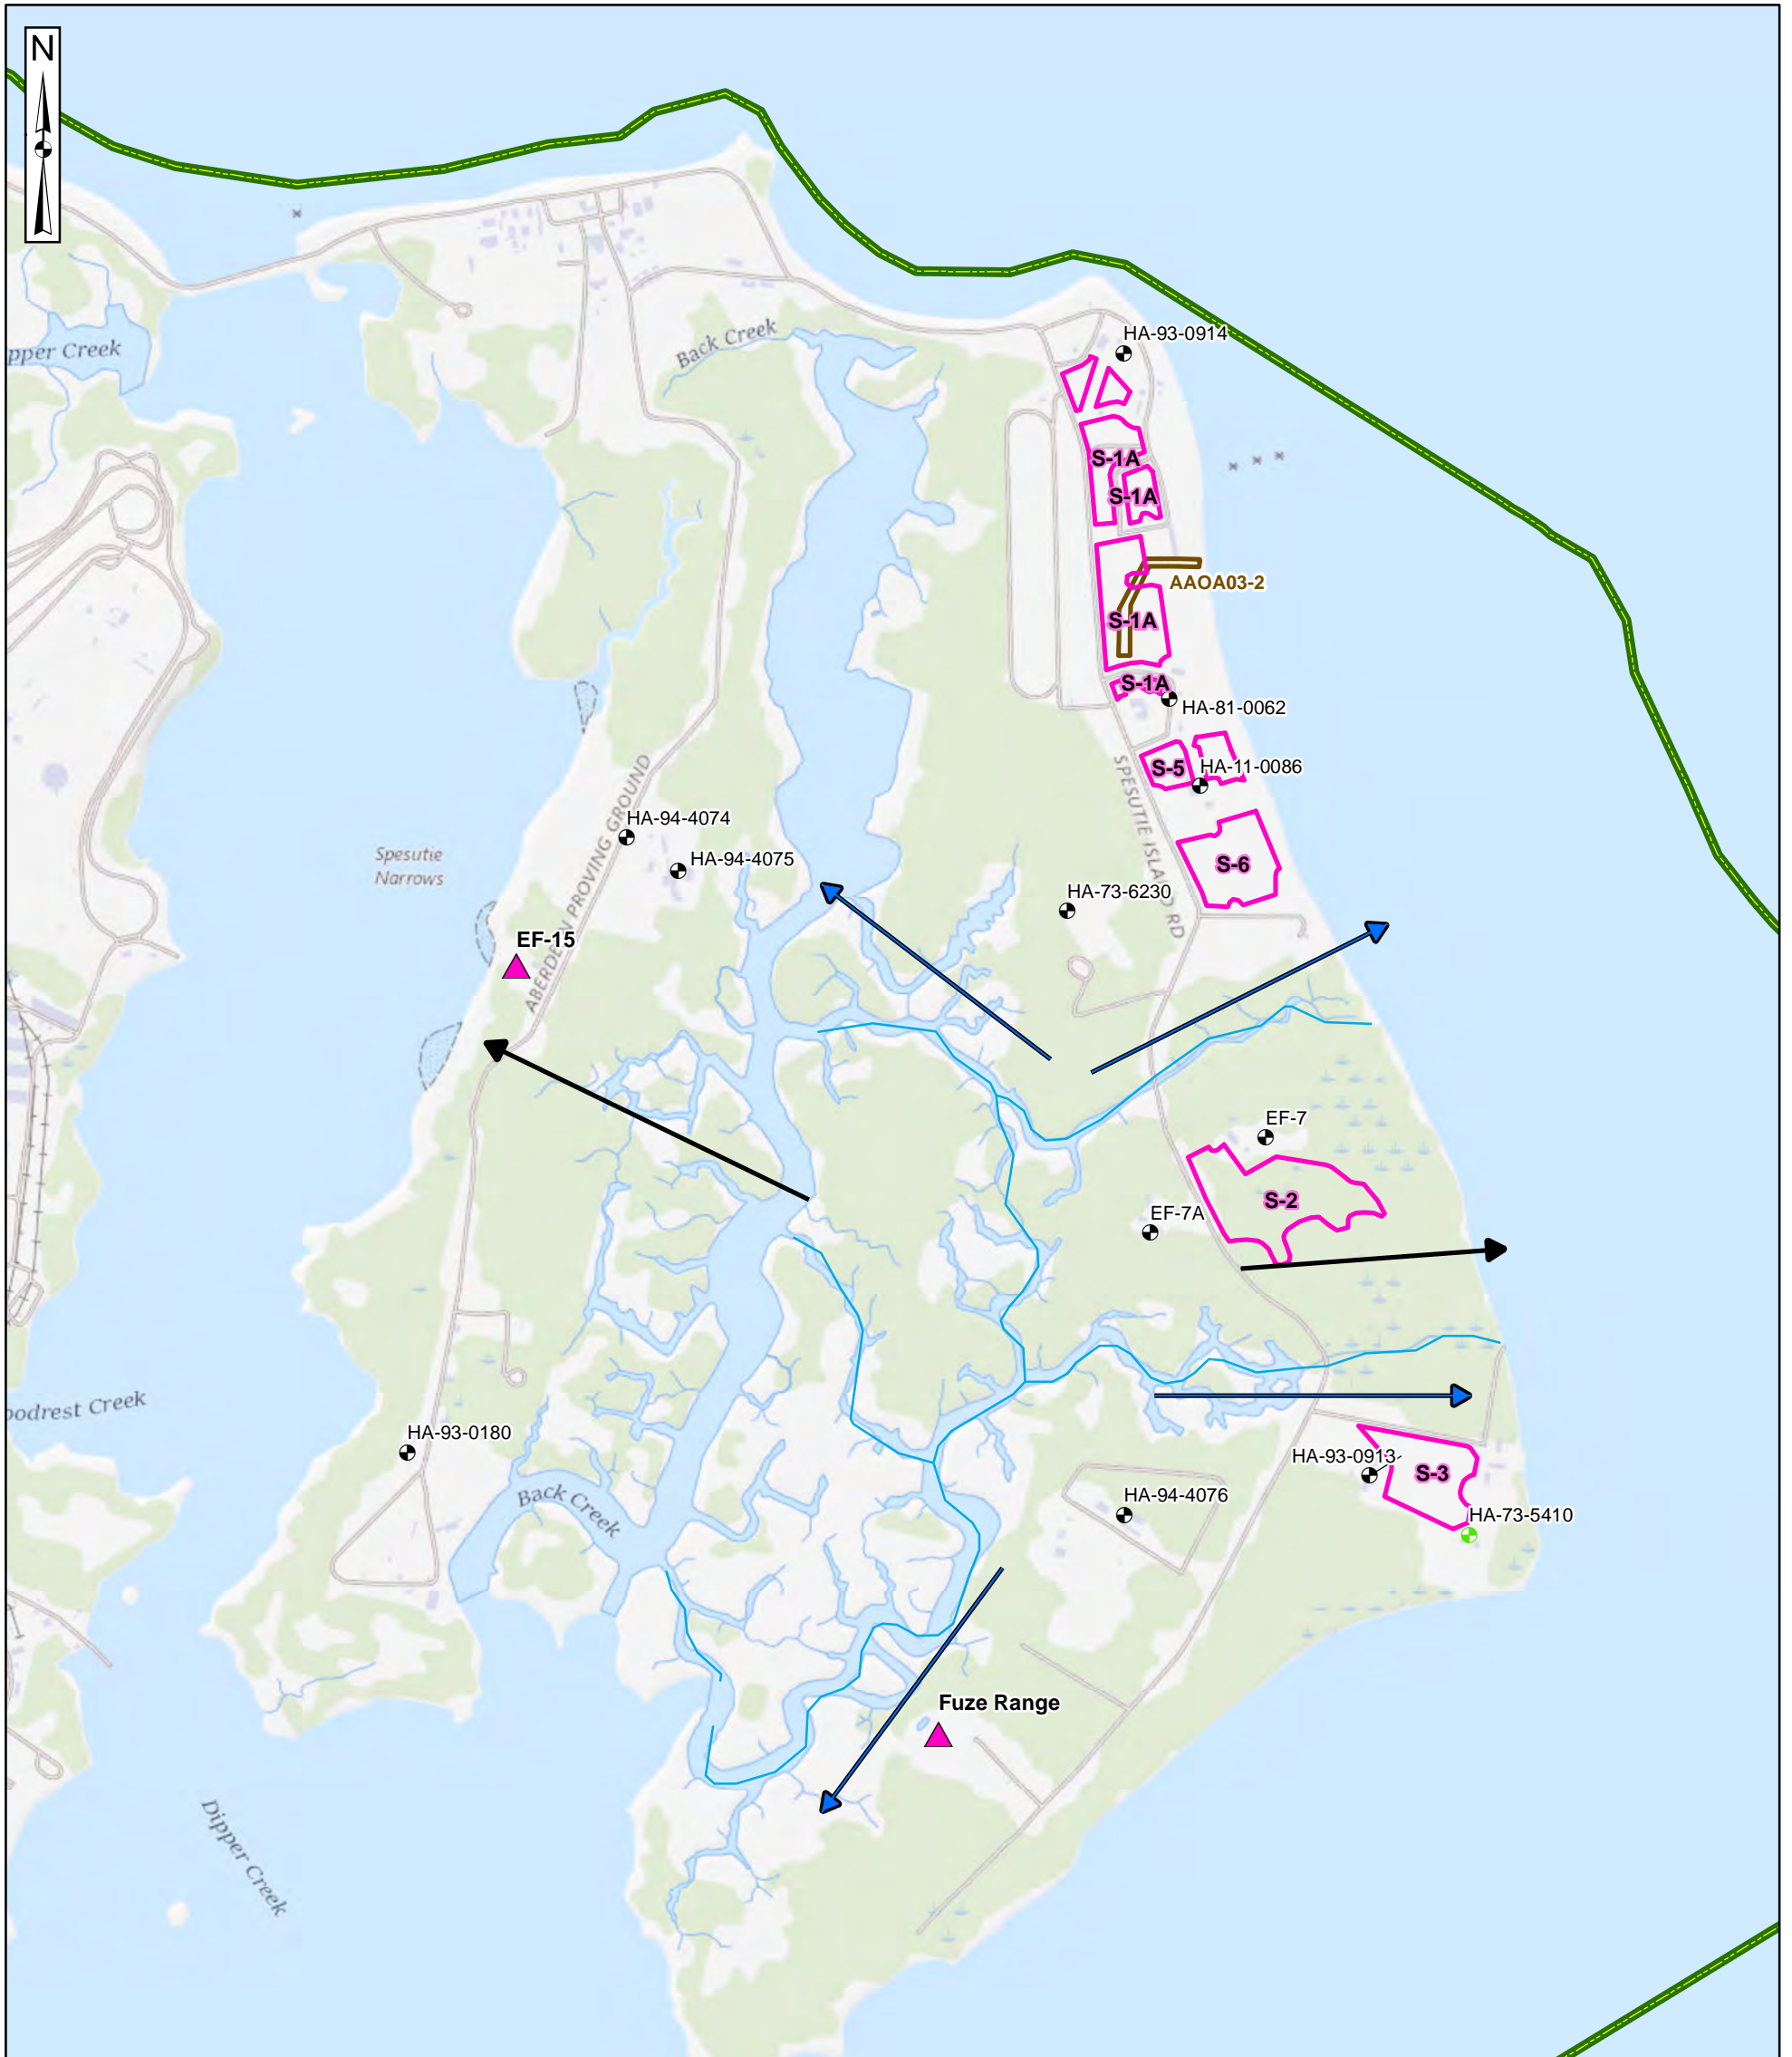 N
HA-93-0914
Back Creek
pper Creek
S-1A
S-1A
AAOA03-2
S-1A
S-1A
HA-81-0062
S-5
HA-11-0086
SPESUTIE ISLAND RD
HA-94-4074
Spesutie
Narrows
HA-94-4075
S-6
HA-73-6230
EF-15
ABERDEEN PROVING GROUND
EF-7
S-2
EF-7A
oodrest Creek
HA-93-0180
HA-93-0913
S-3
Back Creek
HA-94-4076
HA-73-5410
Fuze Range
Dipper Creek